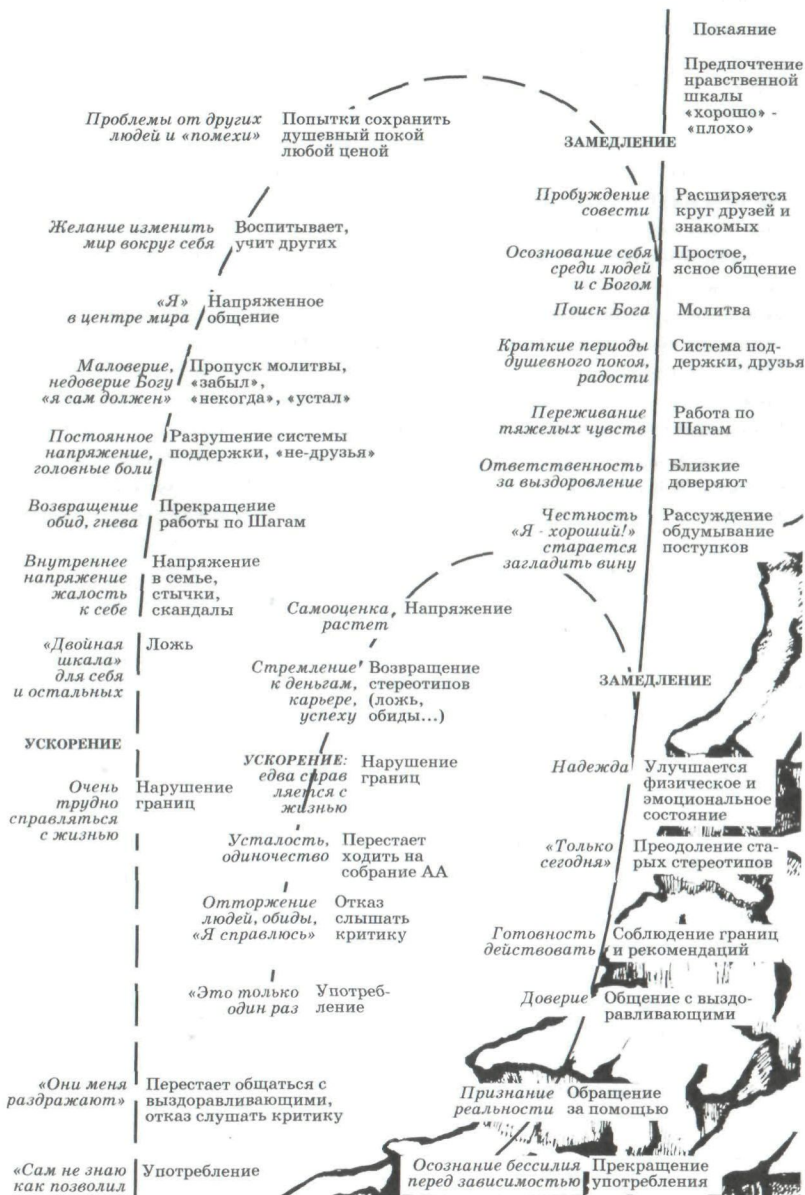 Покаяние
Предпочтение
нравственной
шкалы
«хорошо» -
«плохо»
ЗАМЕДЛЕНИЕ
Проблемы от других
людей и «помехи»
Попытки сохранить
душевный покой
любой ценой
Желание изменить
мир вокруг себя
Воспитывает,
учит других
«Я»
в центре мира
Напряженное
общение
Маловерие,
недоверие Богу
«я сам должен»
Пропуск молитвы,
«забыл»,
«некогда», «устал»
Постоянное
напряжение,
головные боли
Разрушение системы
поддержки, «не-друзья»
Возвращение
обид, гнева
Прекращение
работы по Шагам
Внутреннее
напряжение
жалость
к себе
Напряжение
в семье,
стычки,
скандалы
«Двойная
шкала»
для себя
и остальных
Ложь
УСКОРЕНИЕ
Очень
трудно
справляться
с жизнью
Нарушение
границ
«Они меня
раздражают»
Перестает общаться с
выздоравливающими,
отказ слушать критику
«Сам не знаю
как позволил
Употребление
Самооценка
растет
Напряжение
Стремление
к деньгам,
карьере,
успеху
Возвращение
стереотипов
(ложь,
обиды...)
УСКОРЕНИЕ:
едва справ
ляется с
жизнью
Нарушение
границ
Усталость,
одиночество
Перестает
ходить на
собрание АА
Отторжение
людей, обиды,
«Я справлюсь»
Отказ
слышать
критику
«Это только
один раз
Употреб-
ление
Пробуждение
совести
Расширяется
круг друзей и
знакомых
Осознование себя
среди людей
и с Богом
Простое,
ясное общение
Поиск Бога
Молитва
Краткие периоды
душевного покоя,
радости
Система под-
держки, друзья
Переживание
тяжелых чувств
Работа по
Шагам
Ответственность
за выздоровление
Близкие
доверяют
Честность
«Я - хороший!»
старается
загладить вину
Рассуждение
обдумывание
поступков
ЗАМЕДЛЕНИЕ
Надежда
Улучшается
физическое и
эмоциональное
состояние
«Только
сегодня»
Преодоление ста-
рых стереотипов
Готовность
действовать
Соблюдение границ
и рекомендаций
Доверие
Общение с выздо-
равливающими
Признание
реальности
Обращение
за помощью
Осознание бессилия
перед зависимостью
Прекращение
употребления